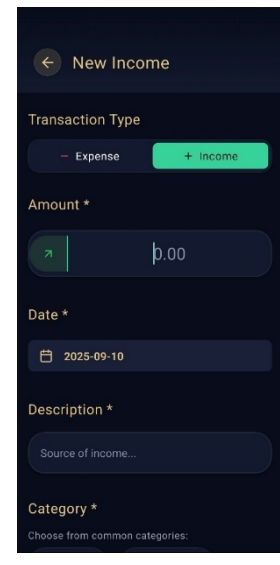 New Income
Transaction Type
− Expense
+ Income
Amount *
0.00
Date *
2025-09-10
Description *
Source of income...
Category *
Choose from common categories: